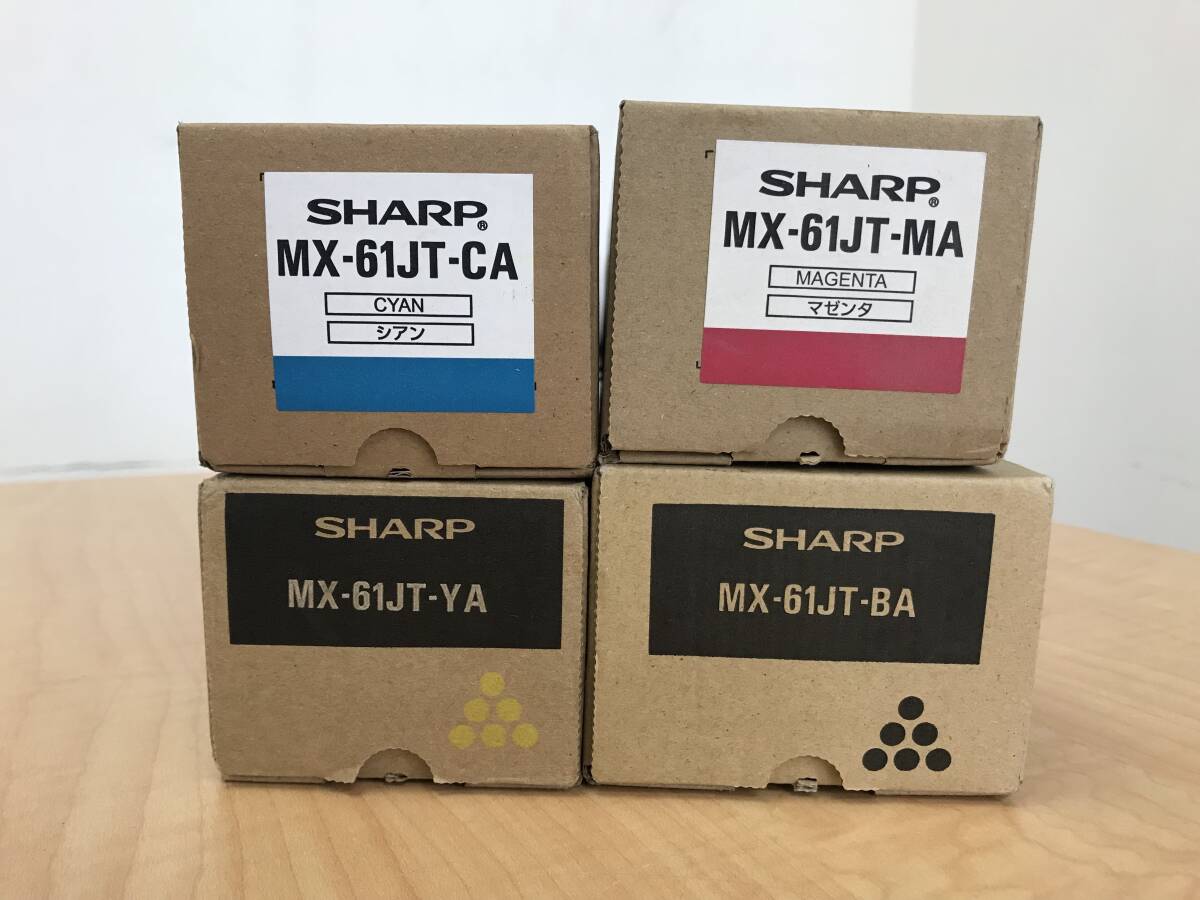 SHARP®
MX-61JT-CA
CYAN
シアン
SHARP®
MX-61JT-MA
MAGENTA
マゼンタ
SHARP
MX-61JT-YA
SHARP
MX-61JT-BA